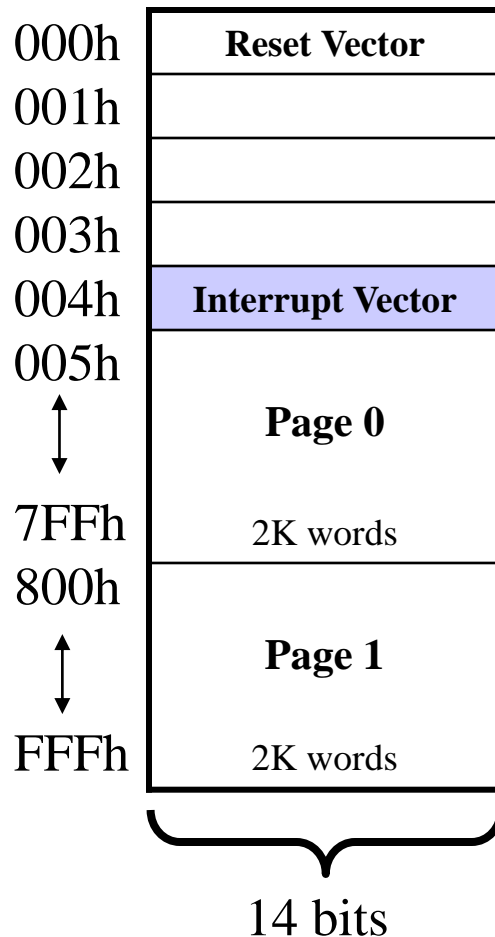 000h Reset Vector
001h
002h
003h
004h Interrupt Vector
005h
Page 0
7FFh 2K words
800h
Page 1
FFFh 2K words
14 bits